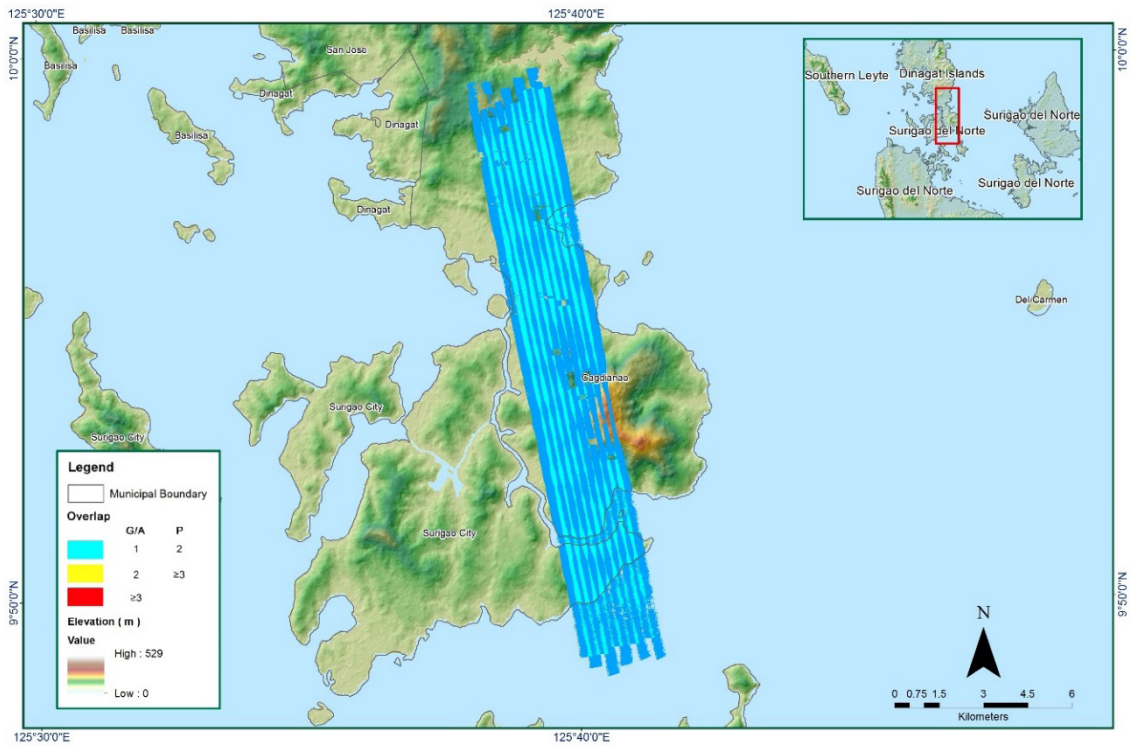 125°30'0"E
125°40'0"E
Basilisa
Basilisa
San Jose
Basilisa
10°0'0"N
10°0'0"N
Southern Leyte
Dinagat Islands
Dinagat
Basilisa
Dinagat
Surigao del Norte
Surigao del Norte
Surigao del Norte
Surigao del Norte
Dinagat
Del Carmen
Cagdianao
Surigao City
Surigao City
Surigao City
Legend
Municipal Boundary
Overlap
G/A P
1 2
2 ≥3
≥3
Elevation ( m )
Value
High : 529
Low : 0
9°50'0"N
9°50'0"N
N
0 0.75 1.5 3 4.5 6
Kilometers
125°30'0"E
125°40'0"E